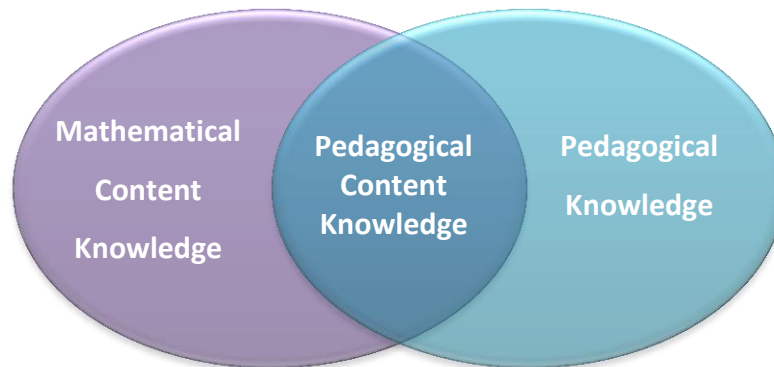 Mathematical
Content
Knowledge
Pedagogical
Content
Knowledge
Pedagogical
Knowledge